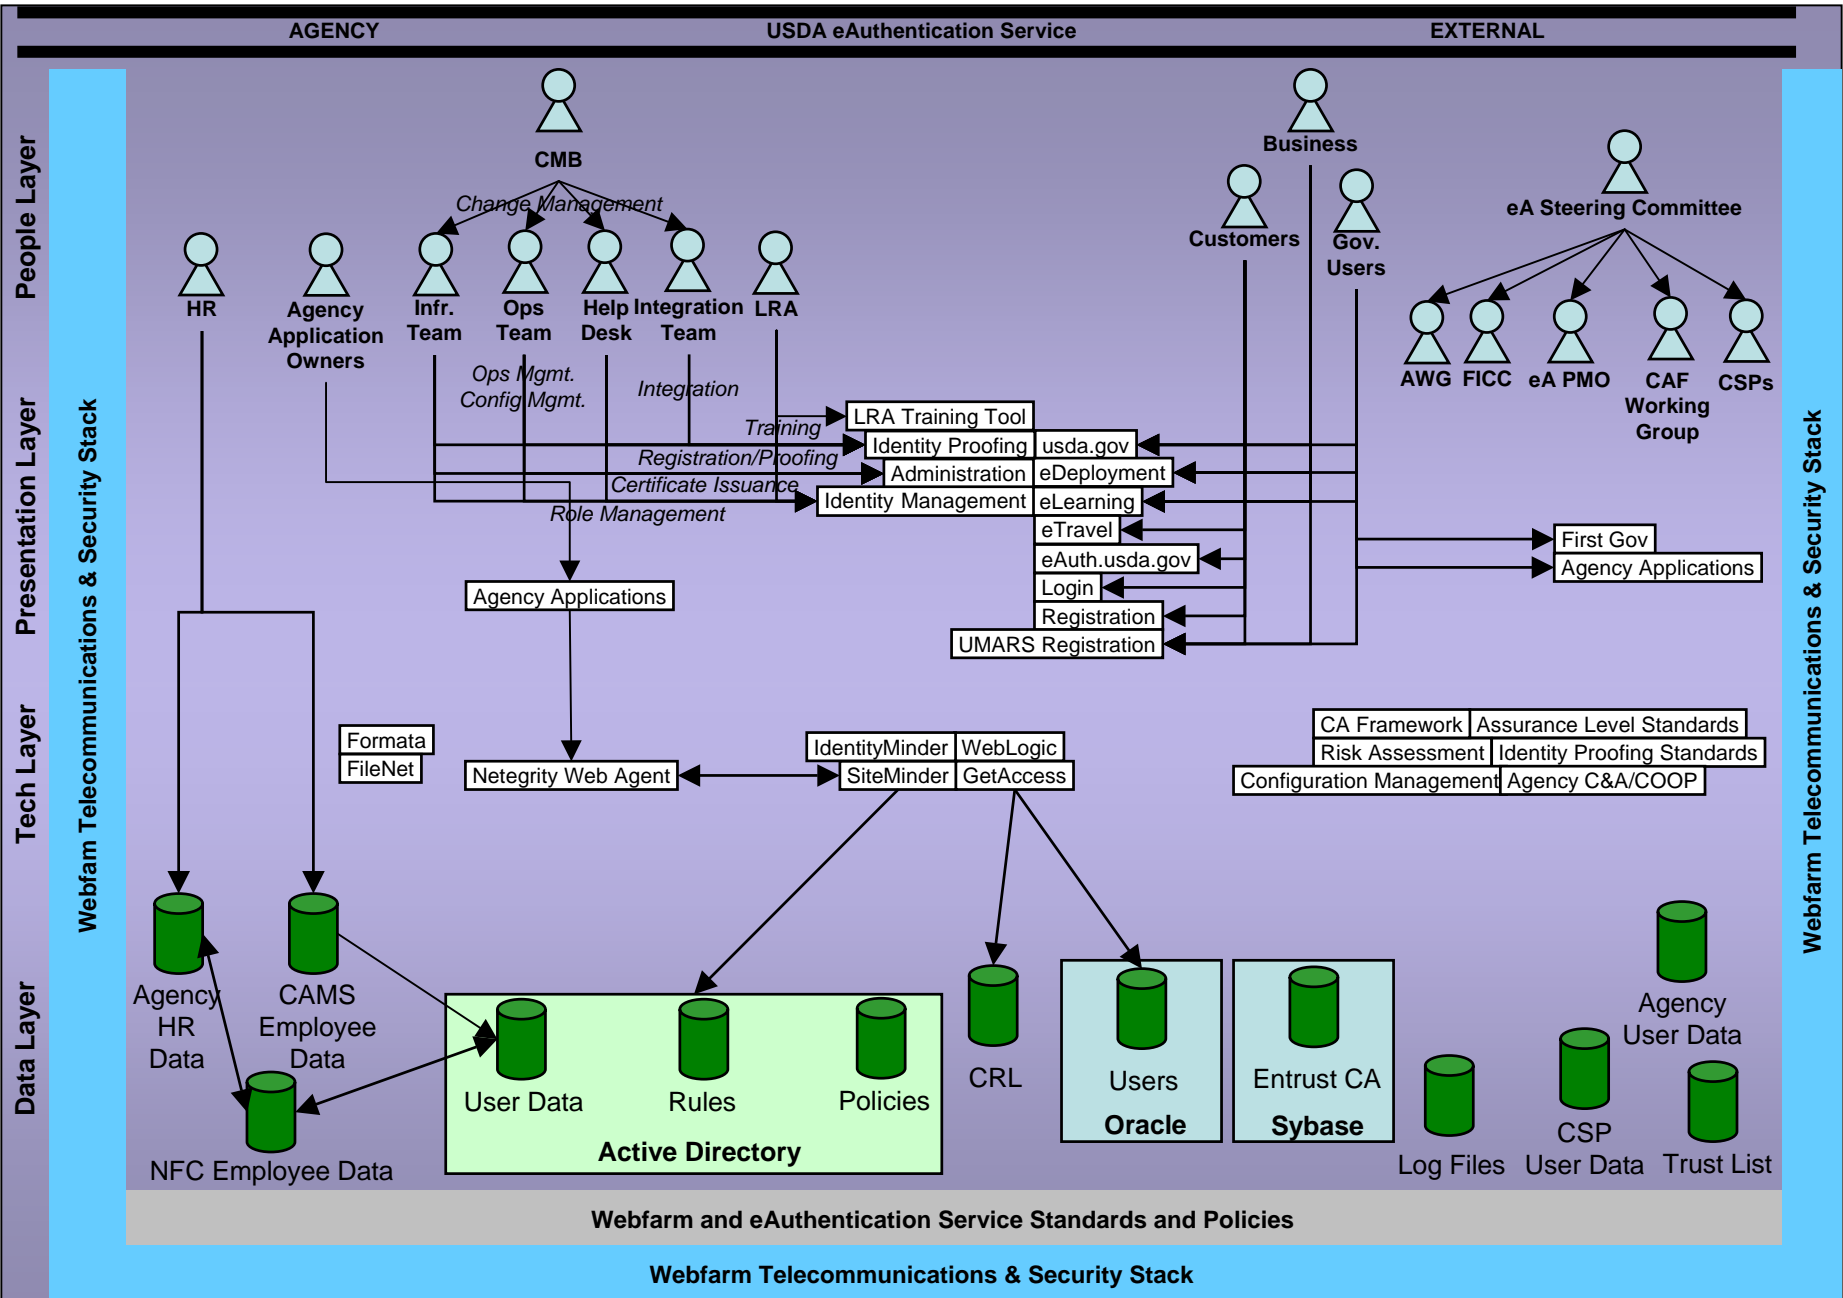 AGENCY
USDA eAuthentication Service
EXTERNAL
People Layer
Presentation Layer
Tech Layer
Data Layer
Webfam Telecommunications & Security Stack
Webfarm Telecommunications & Security Stack
CMB
Change Management
Business
Customers
Gov.
Users
eA Steering Committee
HR
Agency
Application
Owners
Infr.
Team
Ops
Team
Help
Desk
Integration
Team
LRA
AWG
FICC
eA PMO
CAF
Working
Group
CSPs
Ops Mgmt.
Config Mgmt.
Integration
Training
Registration/Proofing
Certificate Issuance
Role Management
LRA Training Tool
Identity Proofing
usda.gov
Administration
eDeployment
Identity Management
eLearning
eTravel
eAuth.usda.gov
Login
Registration
UMARS Registration
First Gov
Agency Applications
Agency Applications
Formata
FileNet
Netegrity Web Agent
IdentityMinder
WebLogic
SiteMinder
GetAccess
CA Framework
Assurance Level Standards
Risk Assessment
Identity Proofing Standards
Configuration Management
Agency C&A/COOP
Agency
HR
Data
CAMS
Employee
Data
NFC Employee Data
User Data
Rules
Policies
Active Directory
CRL
Users
Oracle
Entrust CA
Sybase
Agency
User Data
Log Files
CSP
User Data
Trust List
Webfarm and eAuthentication Service Standards and Policies
Webfarm Telecommunications & Security Stack